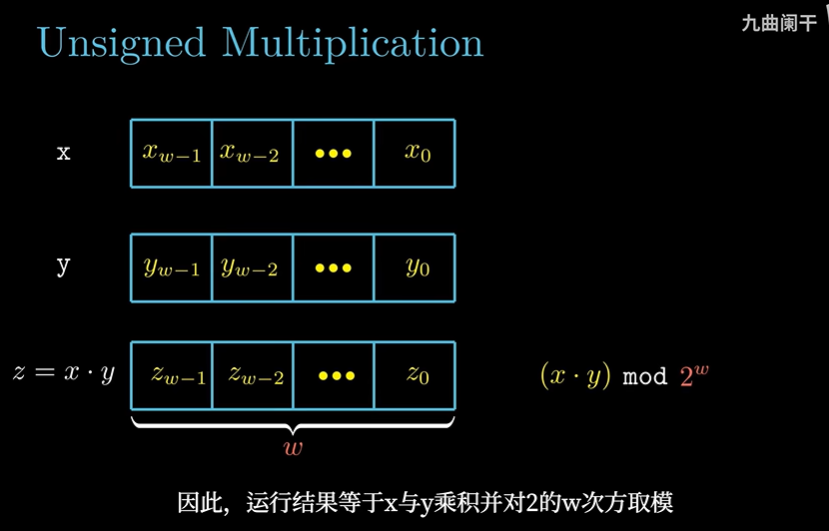 九曲阑干
Unsigned Multiplication
x x_{w-1} x_{w-2} ••• x_0
y y_{w-1} y_{w-2} ••• y_0
z = x · y z_{w-1} z_{w-2} ••• z_0 (x · y) mod 2^w
w
因此，运行结果等于x与y乘积并对2的w次方取模